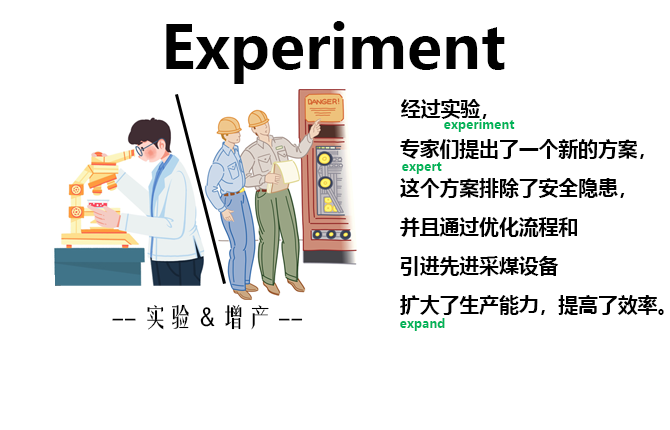 Experiment
DANGER!
经过实验，
experiment
专家们提出了一个新的方案，
expert
这个方案排除了安全隐患，
并且通过优化流程和
引进先进采煤设备
扩大了生产能力，提高了效率。
expand
-- 实验 & 增产 --